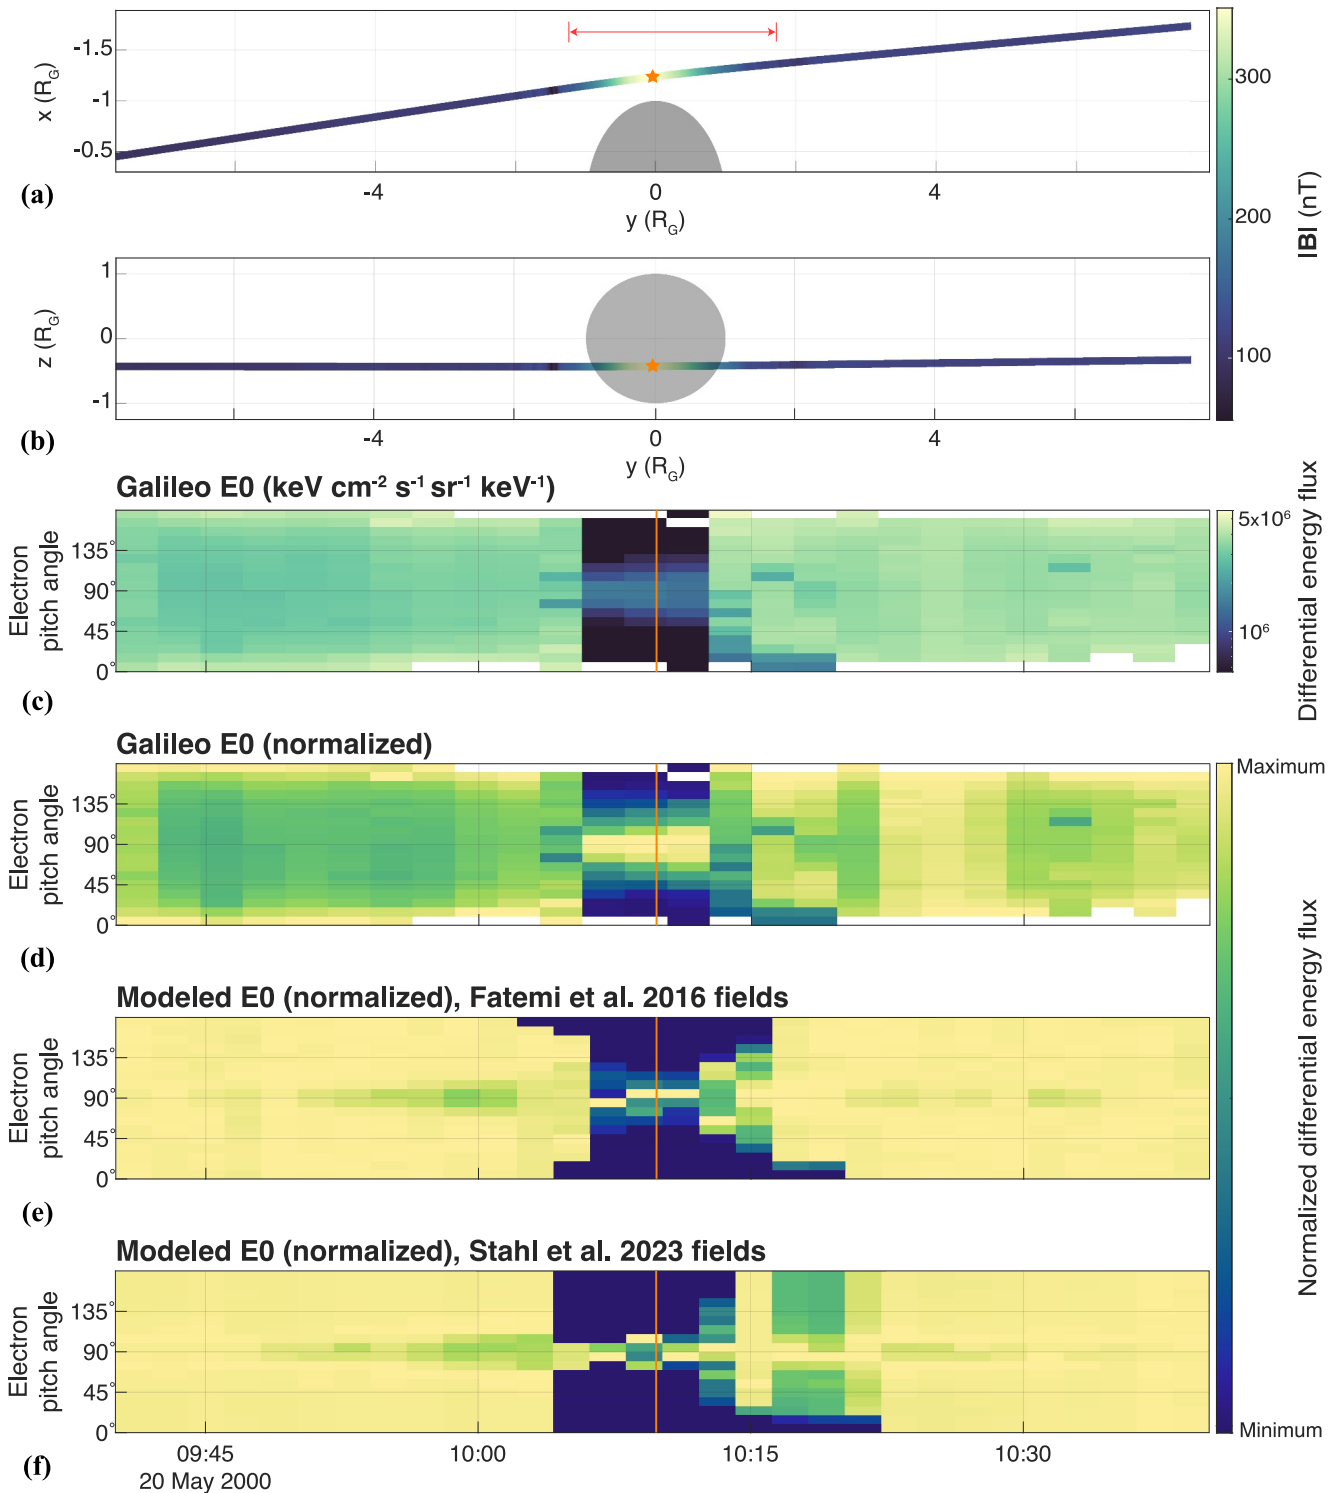 x (R_G)
-1.5
-1
-0.5
(a)
-4
0
4
y (R_G)
z (R_G)
1
0
-1
(b)
-4
0
4
y (R_G)
300
200
100
|B| (nT)
Galileo E0 (keV cm⁻² s⁻¹ sr⁻¹ keV⁻¹)
Electron
pitch angle
135°
90°
45°
0°
(c)
5x10⁶
10⁶
Differential energy flux
Galileo E0 (normalized)
Electron
pitch angle
135°
90°
45°
0°
(d)
Maximum
Minimum
Normalized differential energy flux
Modeled E0 (normalized), Fatemi et al. 2016 fields
Electron
pitch angle
135°
90°
45°
0°
(e)
Modeled E0 (normalized), Stahl et al. 2023 fields
Electron
pitch angle
135°
90°
45°
0°
(f)
09:45
10:00
10:15
10:30
20 May 2000